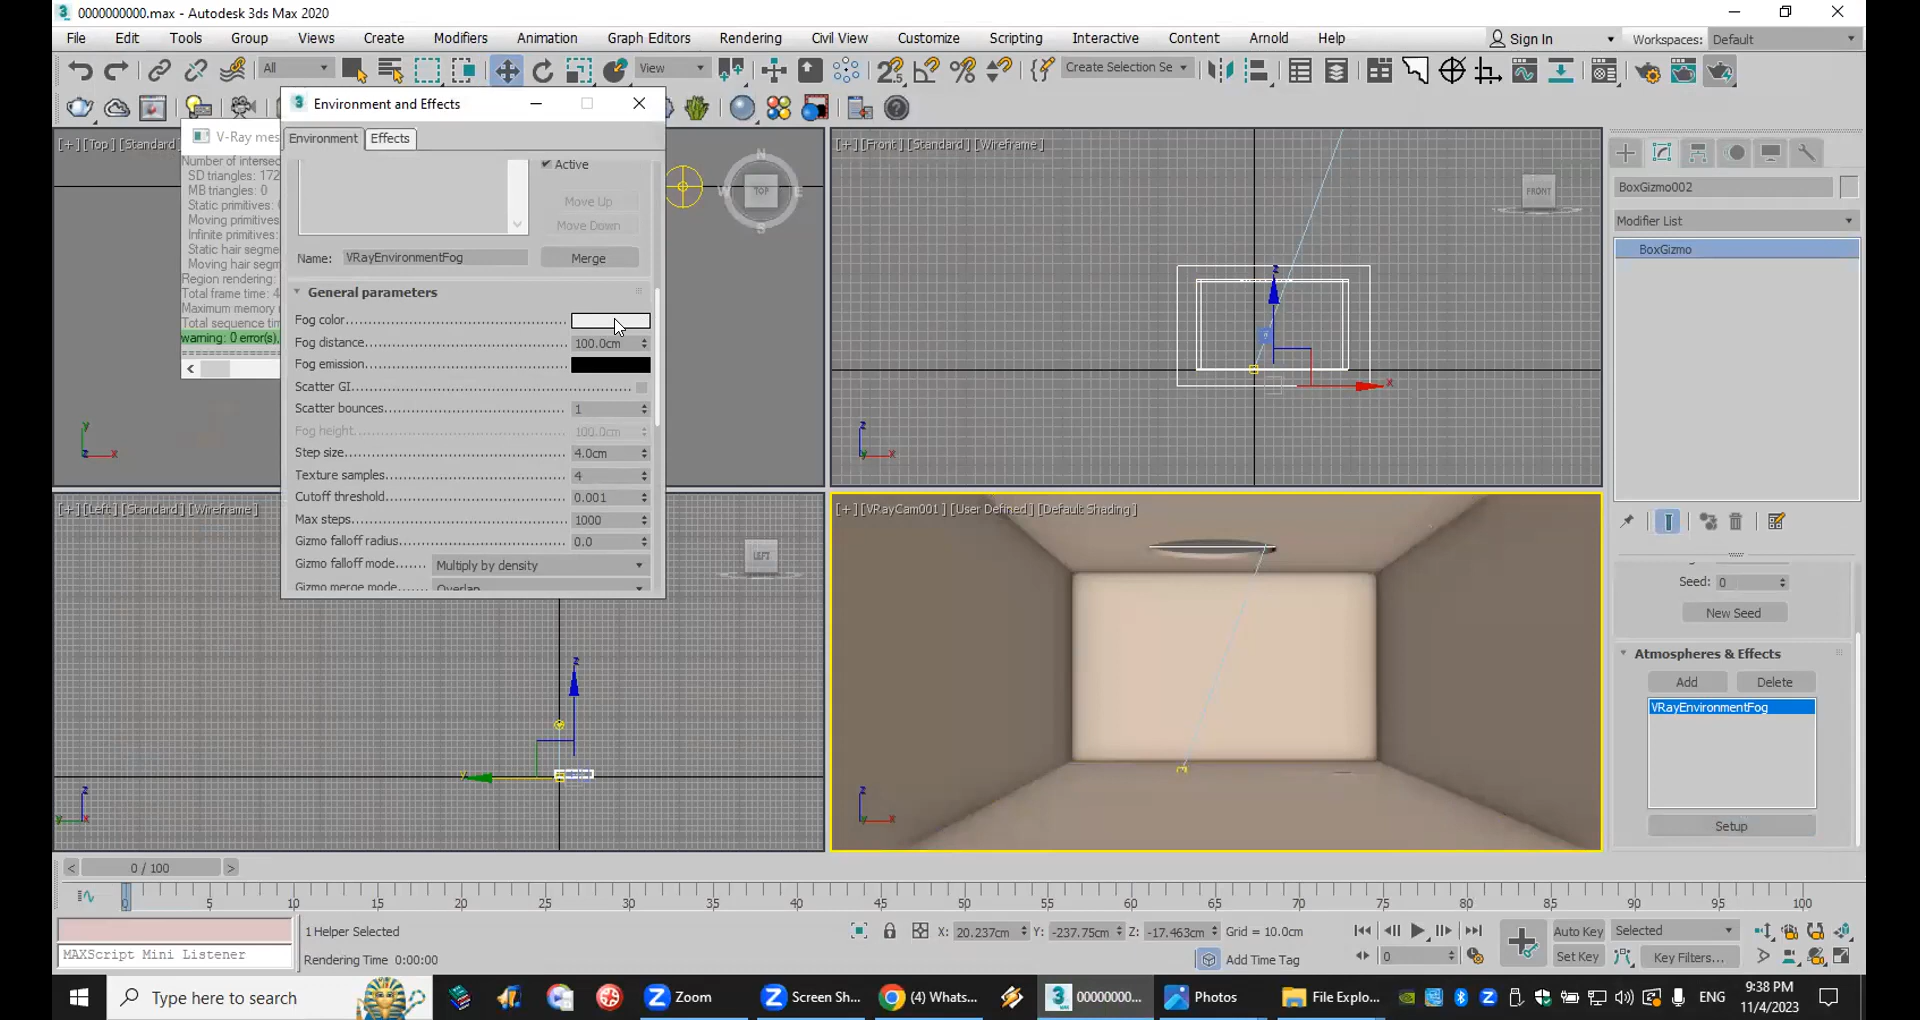 0000000000.max - Autodesk 3ds Max 2020
File Edit Tools Group Views Create Modifiers Animation Graph Editors Rendering Civil View Customize Scripting Interactive Content Arnold Help Sign In Workspaces: Default
All View Create Selection Se
Environment and Effects
Environment Effects
Active
Move Up
Move Down
Name: VRayEnvironmentFog Merge
General parameters
Fog color
Fog distance 100.0cm
Fog emission
Scatter GI
Scatter bounces 1
Fog height 100.0cm
Step size 4.0cm
Texture samples 4
Cutoff threshold 0.001
Max steps 1000
Gizmo falloff radius 0.0
Gizmo falloff mode Multiply by density
Gizmo merge mode Overlap
V-Ray mes
Number of intersec
SD triangles: 172
MB triangles: 0
Static primitives:
Moving primitives:
Infinite primitives:
Static hair segme
Moving hair segm
Region rendering:
Total frame time: 4
Maximum memory
Total sequence tim
warning: 0 error(s),
[+] [Top] [Standard]
TOP
N
W
E
S
[+] [Front] [Standard] [Wireframe]
FRONT
z
x
[+] [Left] [Standard] [Wireframe]
LEFT
z
y
[+] [VRayCam001] [User Defined] [Default Shading]
BoxGizmo002
Modifier List
BoxGizmo
Seed: 0
New Seed
Atmospheres & Effects
Add Delete
VRayEnvironmentFog
Setup
< 0 / 100 >
5 10 15 20 25 30 35 40 45 50 55 60 65 70 75 80 85 90 95 100
1 Helper Selected
MAXScript Mini Listener
Rendering Time 0:00:00
X: 20.237cm Y: -237.75cm Z: -17.463cm Grid = 10.0cm
Add Time Tag
0
Auto Key Selected
Set Key Key Filters...
Type here to search
Zoom
Screen Sh...
(4) Whats...
00000000...
Photos
File Explo...
ENG
9:38 PM
11/4/2023